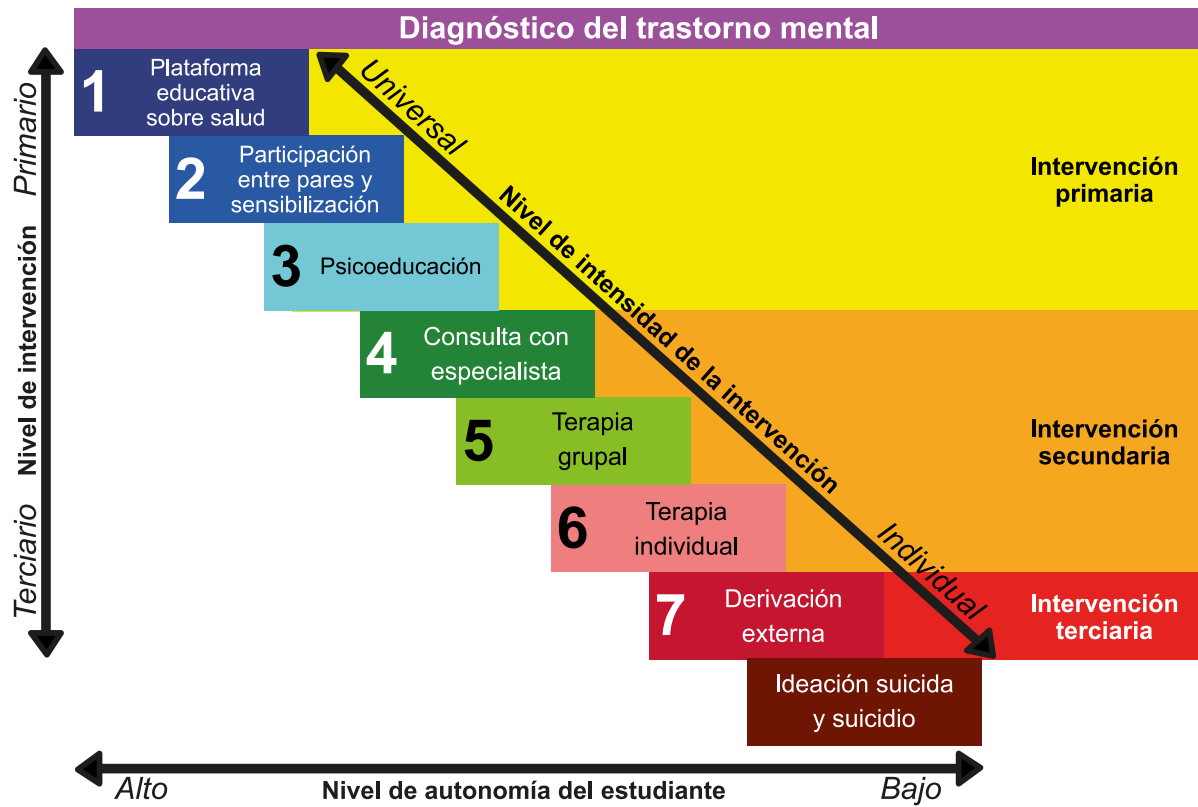 Diagnóstico del trastorno mental
1
Plataforma
educativa
sobre salud
2
Participación
entre pares y
sensibilización
3
Psicoeducación
4
Consulta con
especialista
5
Terapia
grupal
6
Terapia
individual
7
Derivación
externa
Ideación suicida
y suicidio
Universal
Nivel de intensidad de la intervención
Individual
Intervención
primaria
Intervención
secundaria
Intervención
terciaria
Primario
Nivel de intervención
Terciario
Alto
Nivel de autonomía del estudiante
Bajo